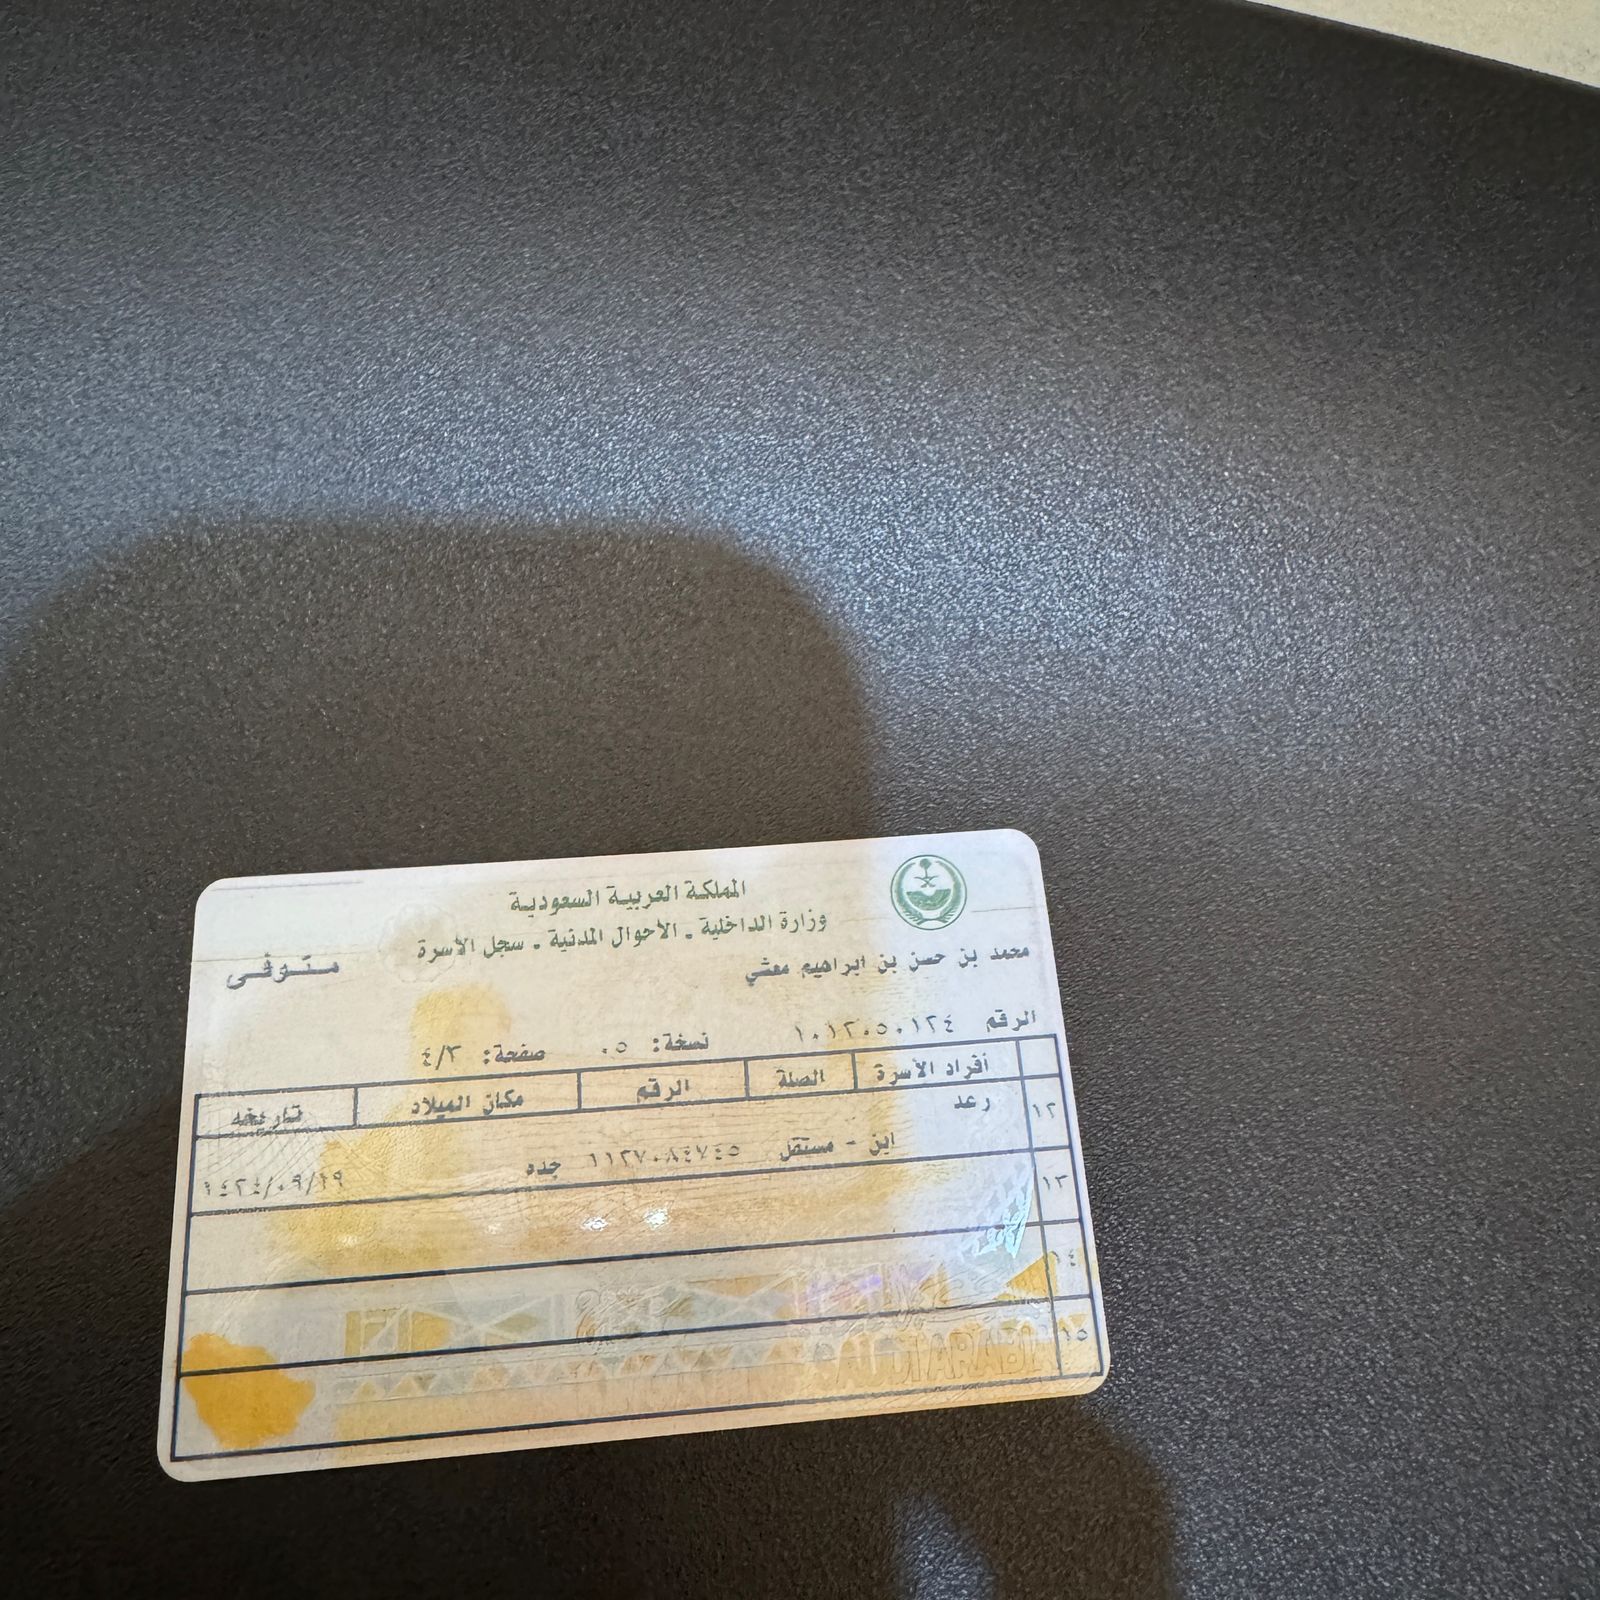 المملكة العربية السعودية
وزارة الداخلية - الأحوال المدنية - سجل الأسرة
محمد بن حسن بن ابراهيم معشي متوفى
الرقم ١٠١٢٠٥٠١٢٤ نسخة: ٠٥ صفحة: ٤/٣
أفراد الأسرة الصلة الرقم مكان الميلاد تاريخه
١٢ رعد
ابن - مستقل ١١٢٧٠٨٤٧٤٥ جده ١٤٢٤/٠٩/١٩
١٣
١٤
١٥
SAUDI ARABIA